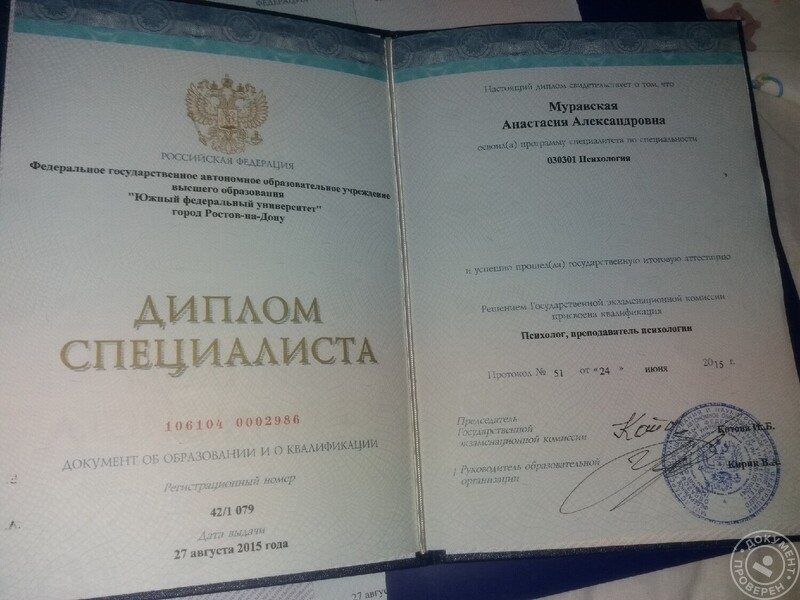 РОССИЙСКАЯ ФЕДЕРАЦИЯ
Федеральное государственное автономное образовательное учреждение
высшего образования
"Южный федеральный университет"
город Ростов-на-Дону
ДИПЛОМ
СПЕЦИАЛИСТА
106104 0002986
ДОКУМЕНТ ОБ ОБРАЗОВАНИИ И О КВАЛИФИКАЦИИ
Регистрационный номер
42/1 079
Дата выдачи
27 августа 2015 года
Настоящий диплом свидетельствует о том, что
Муравская
Анастасия Александровна
освоил(а) программу специалитета по специальности
030301 Психология
и успешно прошел(ла) государственную итоговую аттестацию
Решением Государственной экзаменационной комиссии
присвоена квалификация
Психолог, преподаватель психологии
Протокол № 51 от «24» июня 2015 г.
Председатель
Государственной
экзаменационной комиссии
Котова И.Б.
Руководитель образовательной
организации
Кирик В.А.
27 август
ДОКУМЕНТ
ПРОВЕРЕН